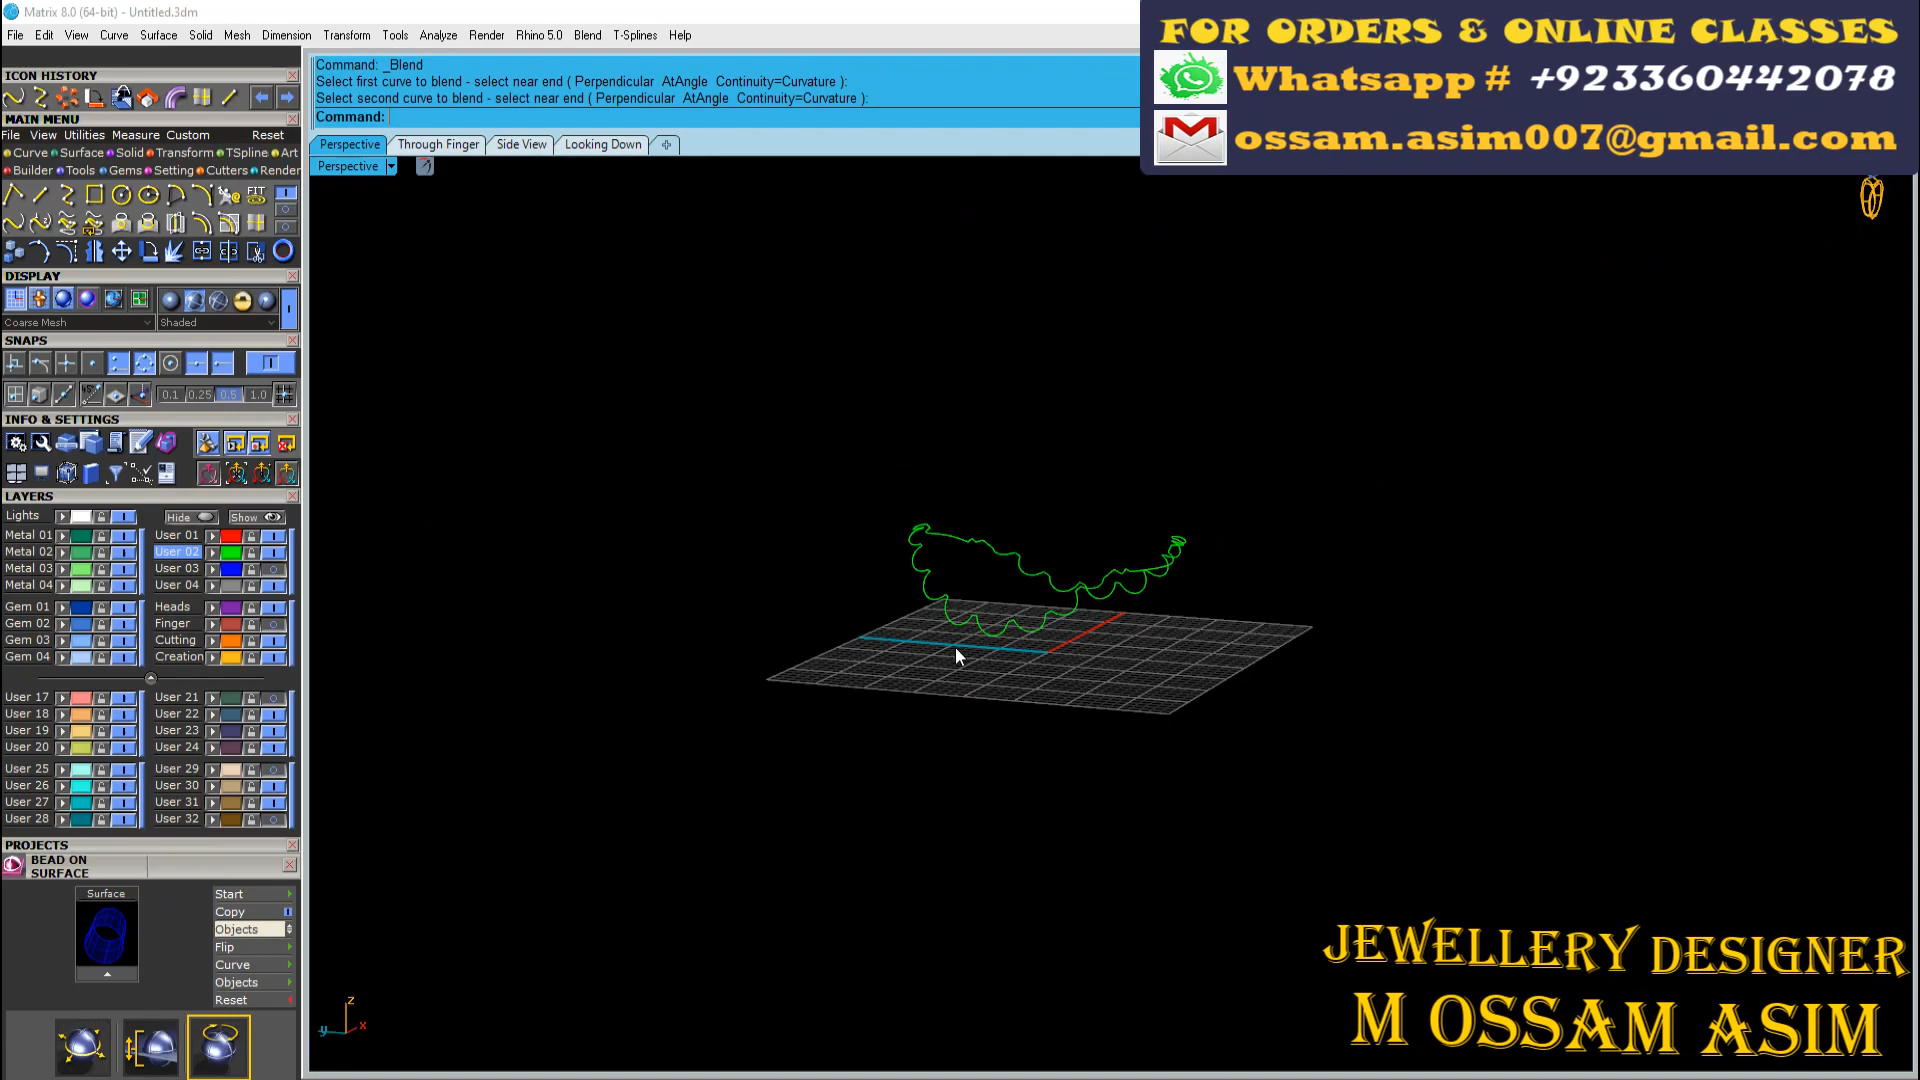 Matrix 8.0 (64-bit) - Untitled.3dm
File Edit View Curve Surface Solid Mesh Dimension Transform Tools Analyze Render Rhino 5.0 Blend T-Splines Help
FOR ORDERS & ONLINE CLASSES
Whatsapp # +923360442078
ossam.asim007@gmail.com
ICON HISTORY
Command: _Blend
Select first curve to blend - select near end ( Perpendicular AtAngle Continuity=Curvature ):
Select second curve to blend - select near end ( Perpendicular AtAngle Continuity=Curvature ):
Command:
MAIN MENU
File View Utilities Measure Custom Reset
Curve Surface Solid Transform TSpline Art
Builder Tools Gems Setting Cutters Render
Perspective Through Finger Side View Looking Down
Perspective
FIT
DISPLAY
Coarse Mesh Shaded
SNAPS
0.1 0.25 0.5 1.0
INFO & SETTINGS
LAYERS
Lights Hide Show
Metal 01 User 01
Metal 02 User 02
Metal 03 User 03
Metal 04 User 04
Gem 01 Heads
Gem 02 Finger
Gem 03 Cutting
Gem 04 Creation
User 17 User 21
User 18 User 22
User 19 User 23
User 20 User 24
User 25 User 29
User 26 User 30
User 27 User 31
User 28 User 32
PROJECTS
BEAD ON
SURFACE
Surface
Start
Copy
Objects
Flip
Curve
Objects
Reset
z
y x
JEWELLERY DESIGNER
M OSSAM ASIM